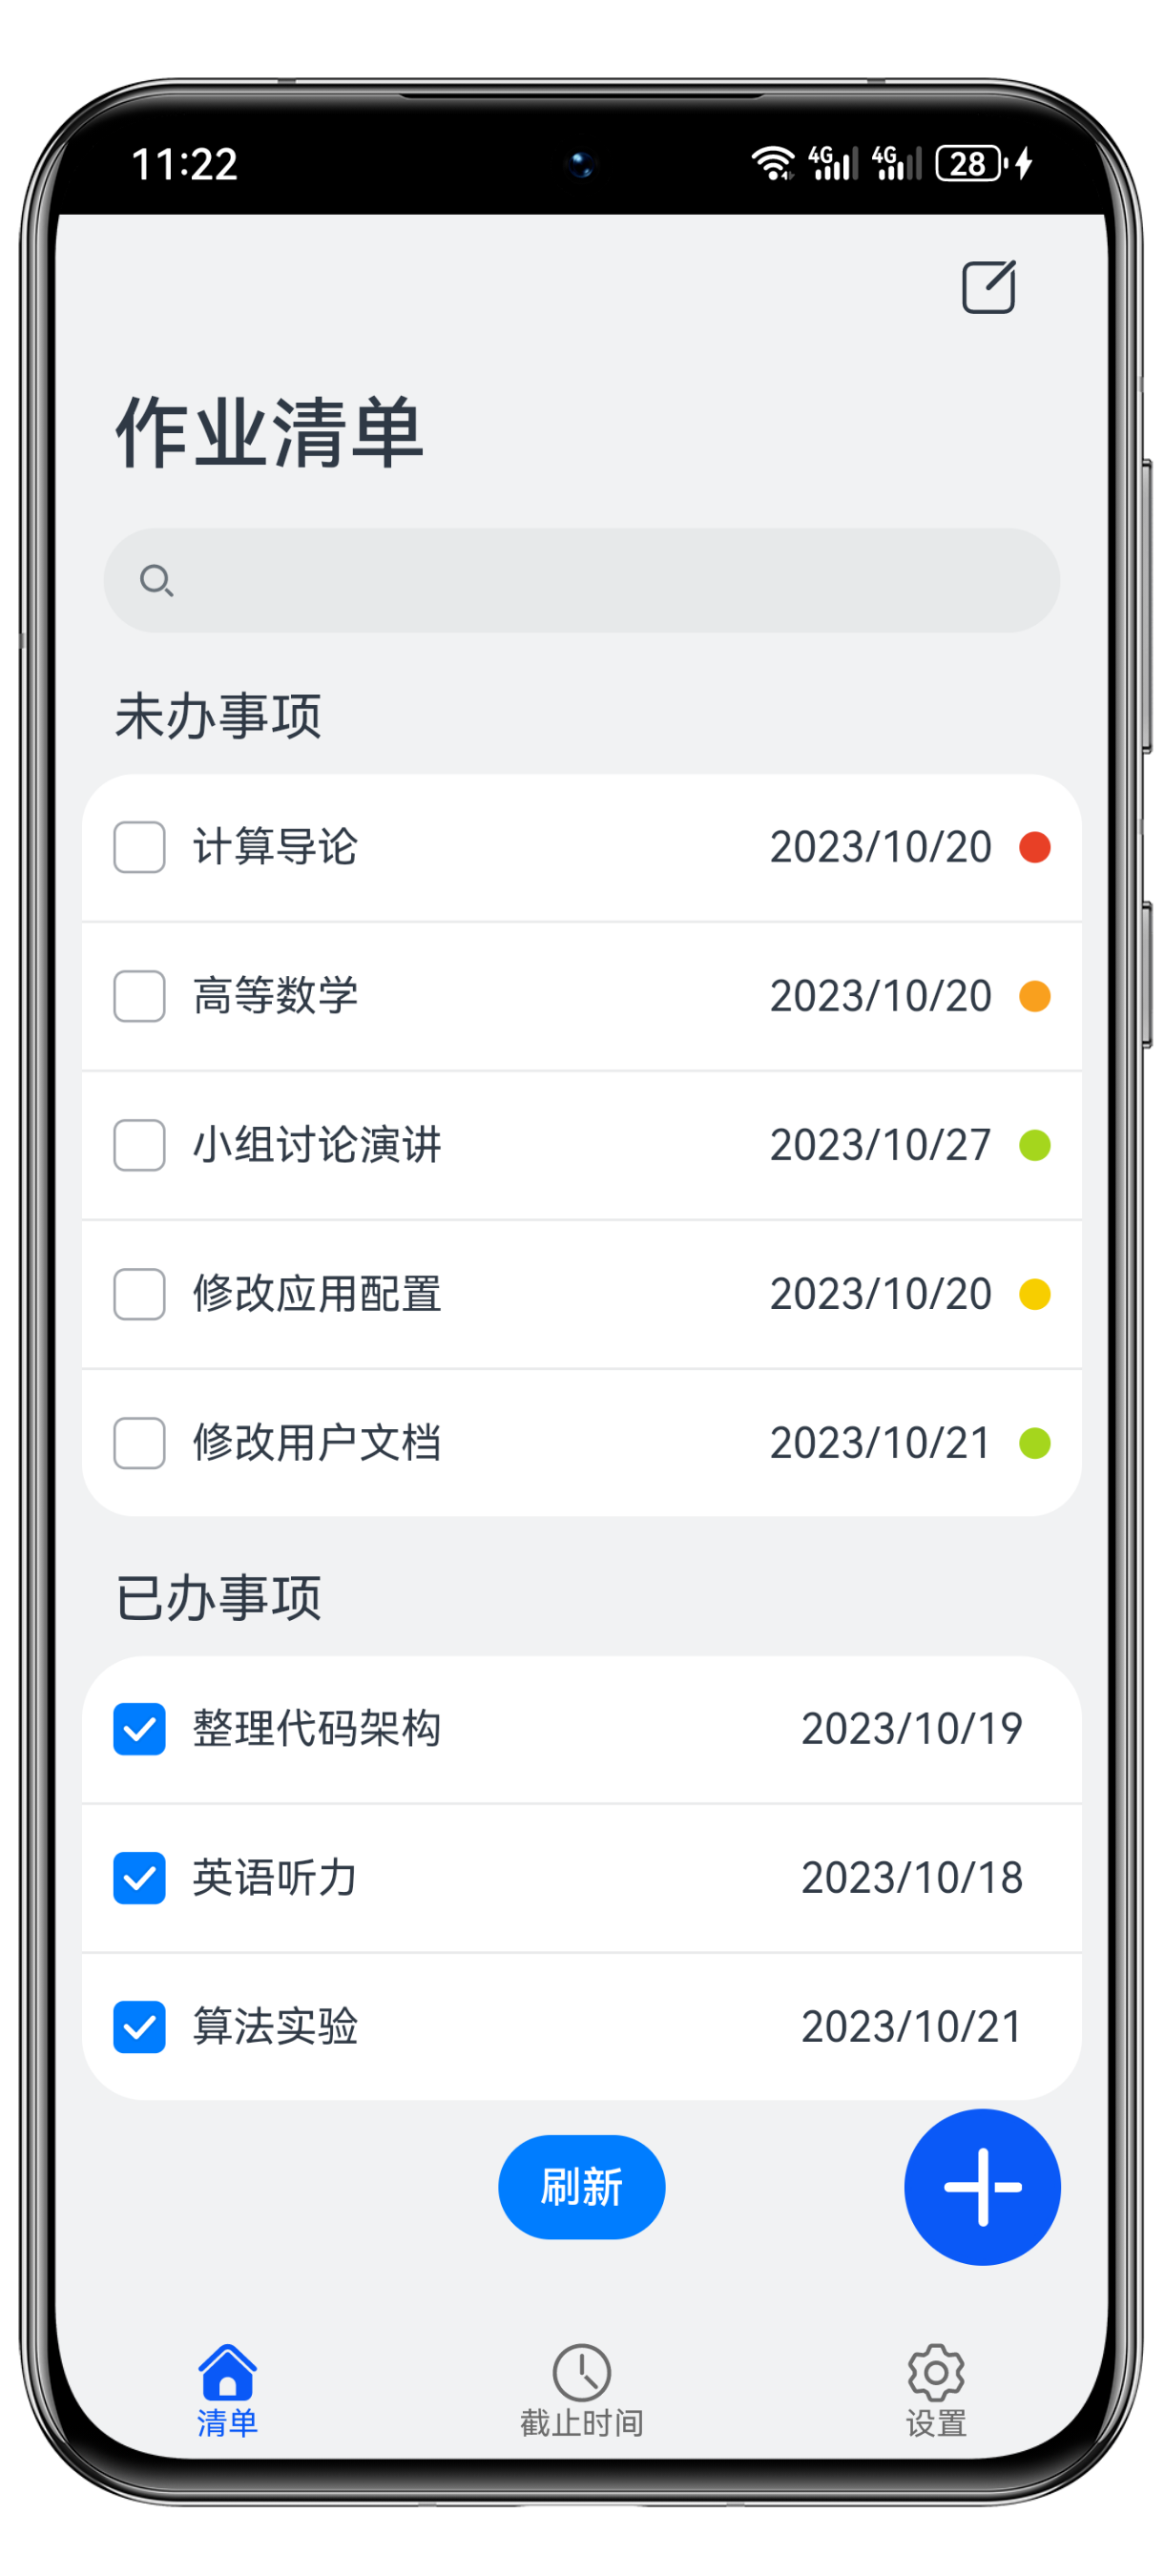 11:22
4G 4G 28
作业清单
未办事项
计算导论 2023/10/20
高等数学 2023/10/20
小组讨论演讲 2023/10/27
修改应用配置 2023/10/20
修改用户文档 2023/10/21
已办事项
整理代码架构 2023/10/19
英语听力 2023/10/18
算法实验 2023/10/21
刷新
清单 截止时间 设置